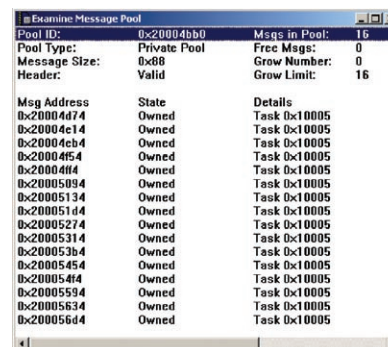 Examine Message Pool
Pool ID: 0x20004bb0 Msgs in Pool: 16
Pool Type: Private Pool Free Msgs: 0
Message Size: 0x88 Grow Number: 0
Header: Valid Grow Limit: 16
Msg Address State Details
0x20004d74 Owned Task 0x10005
0x20004e14 Owned Task 0x10005
0x20004eb4 Owned Task 0x10005
0x20004f54 Owned Task 0x10005
0x20004ff4 Owned Task 0x10005
0x20005094 Owned Task 0x10005
0x20005134 Owned Task 0x10005
0x200051d4 Owned Task 0x10005
0x20005274 Owned Task 0x10005
0x20005314 Owned Task 0x10005
0x200053b4 Owned Task 0x10005
0x20005454 Owned Task 0x10005
0x200054f4 Owned Task 0x10005
0x20005594 Owned Task 0x10005
0x20005634 Owned Task 0x10005
0x200056d4 Owned Task 0x10005